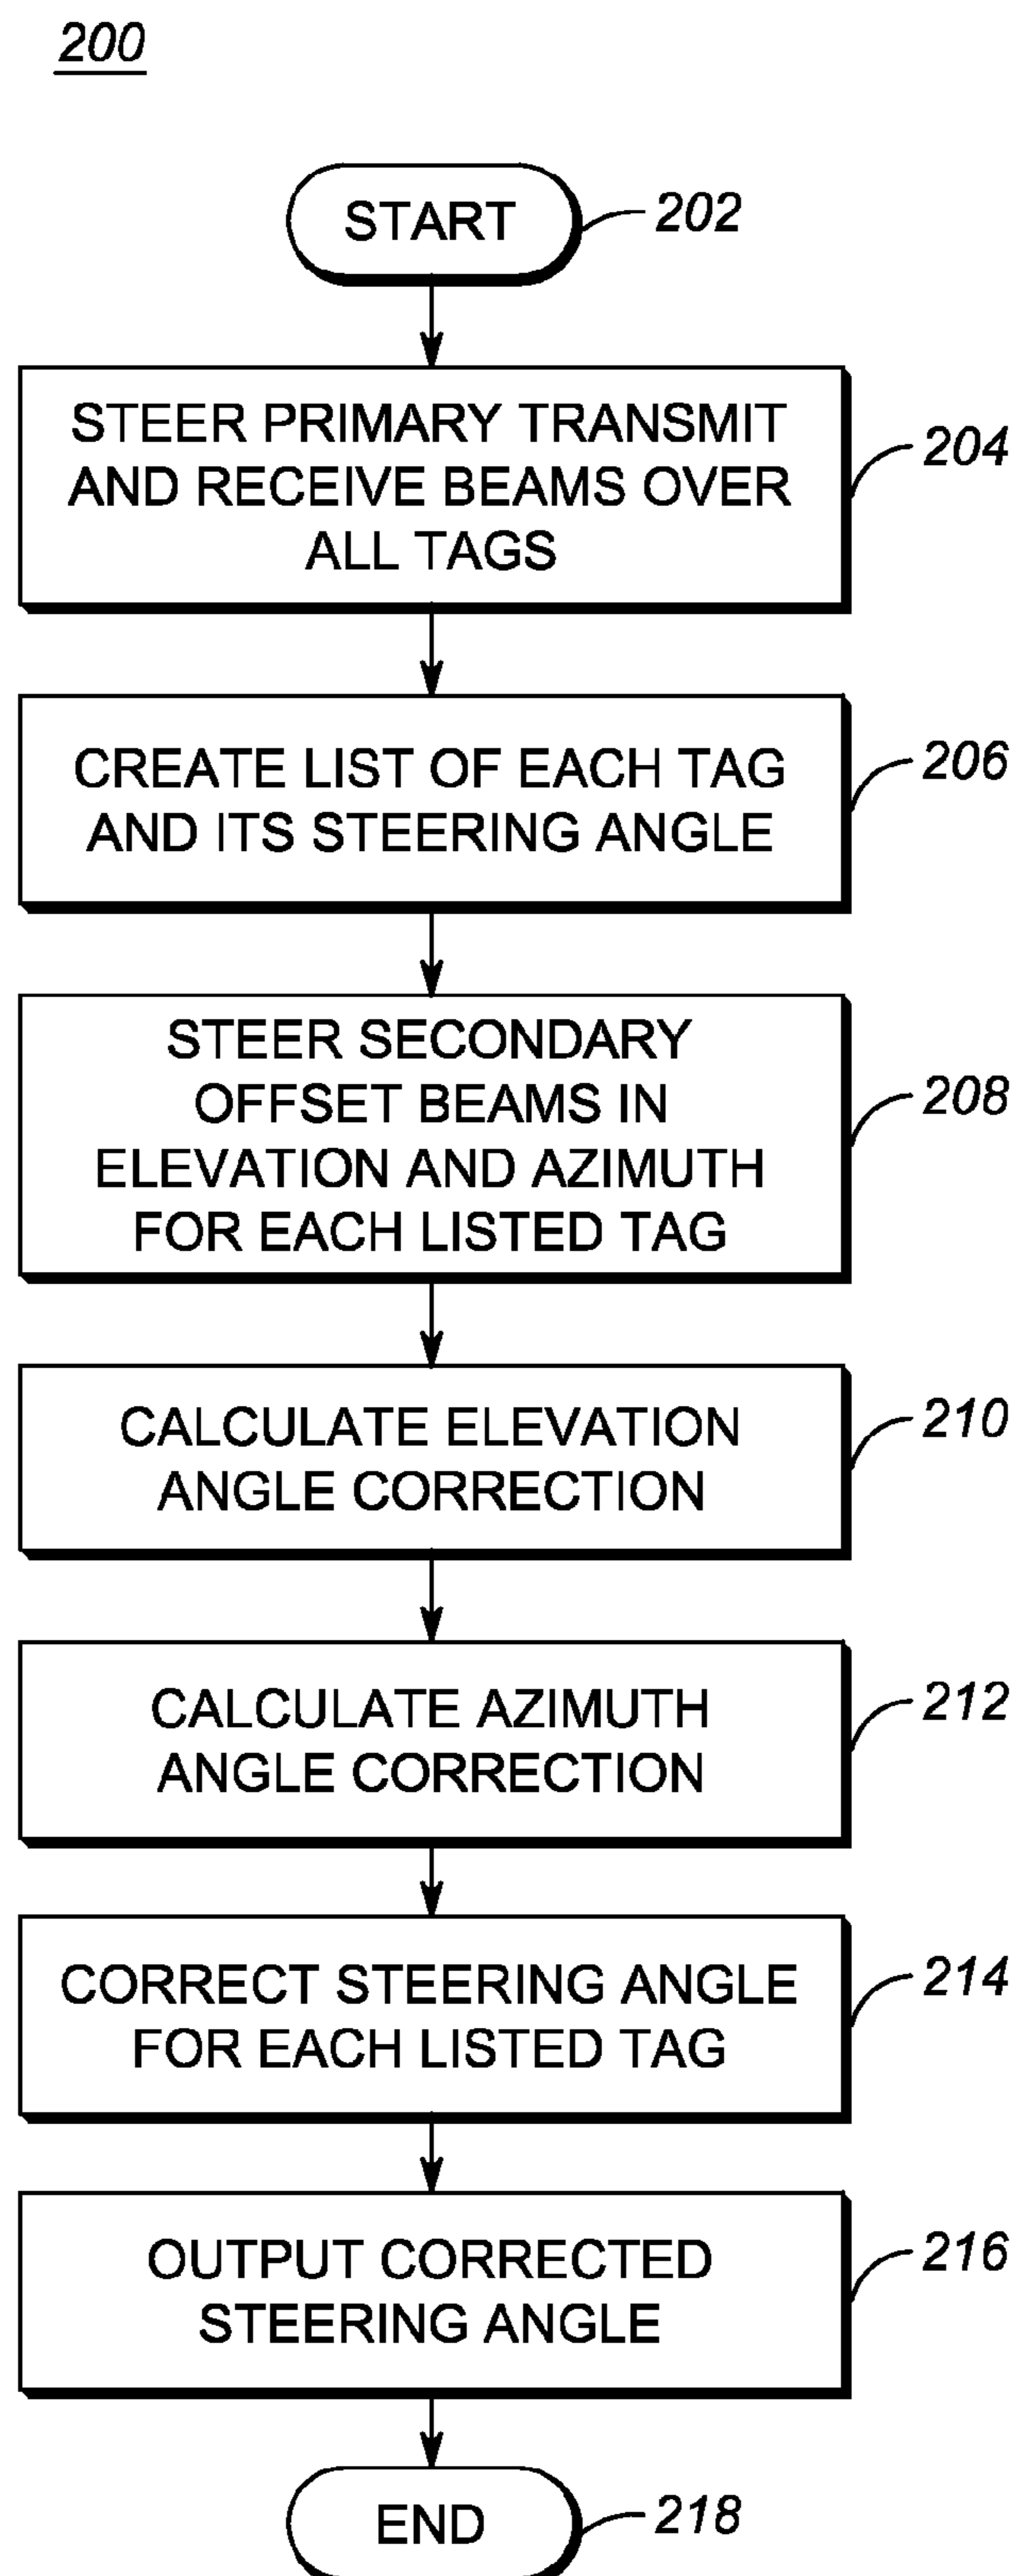 200
START
202
STEER PRIMARY TRANSMIT
AND RECEIVE BEAMS OVER
ALL TAGS
204
CREATE LIST OF EACH TAG
AND ITS STEERING ANGLE
206
STEER SECONDARY
OFFSET BEAMS IN
ELEVATION AND AZIMUTH
FOR EACH LISTED TAG
208
CALCULATE ELEVATION
ANGLE CORRECTION
210
CALCULATE AZIMUTH
ANGLE CORRECTION
212
CORRECT STEERING ANGLE
FOR EACH LISTED TAG
214
OUTPUT CORRECTED
STEERING ANGLE
216
END
218